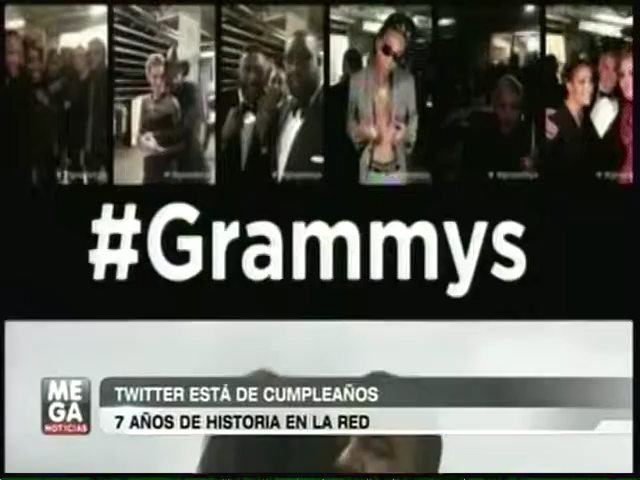 #Grammys
MEGA
NOTICIAS
TWITTER ESTÁ DE CUMPLEAÑOS
7 AÑOS DE HISTORIA EN LA RED